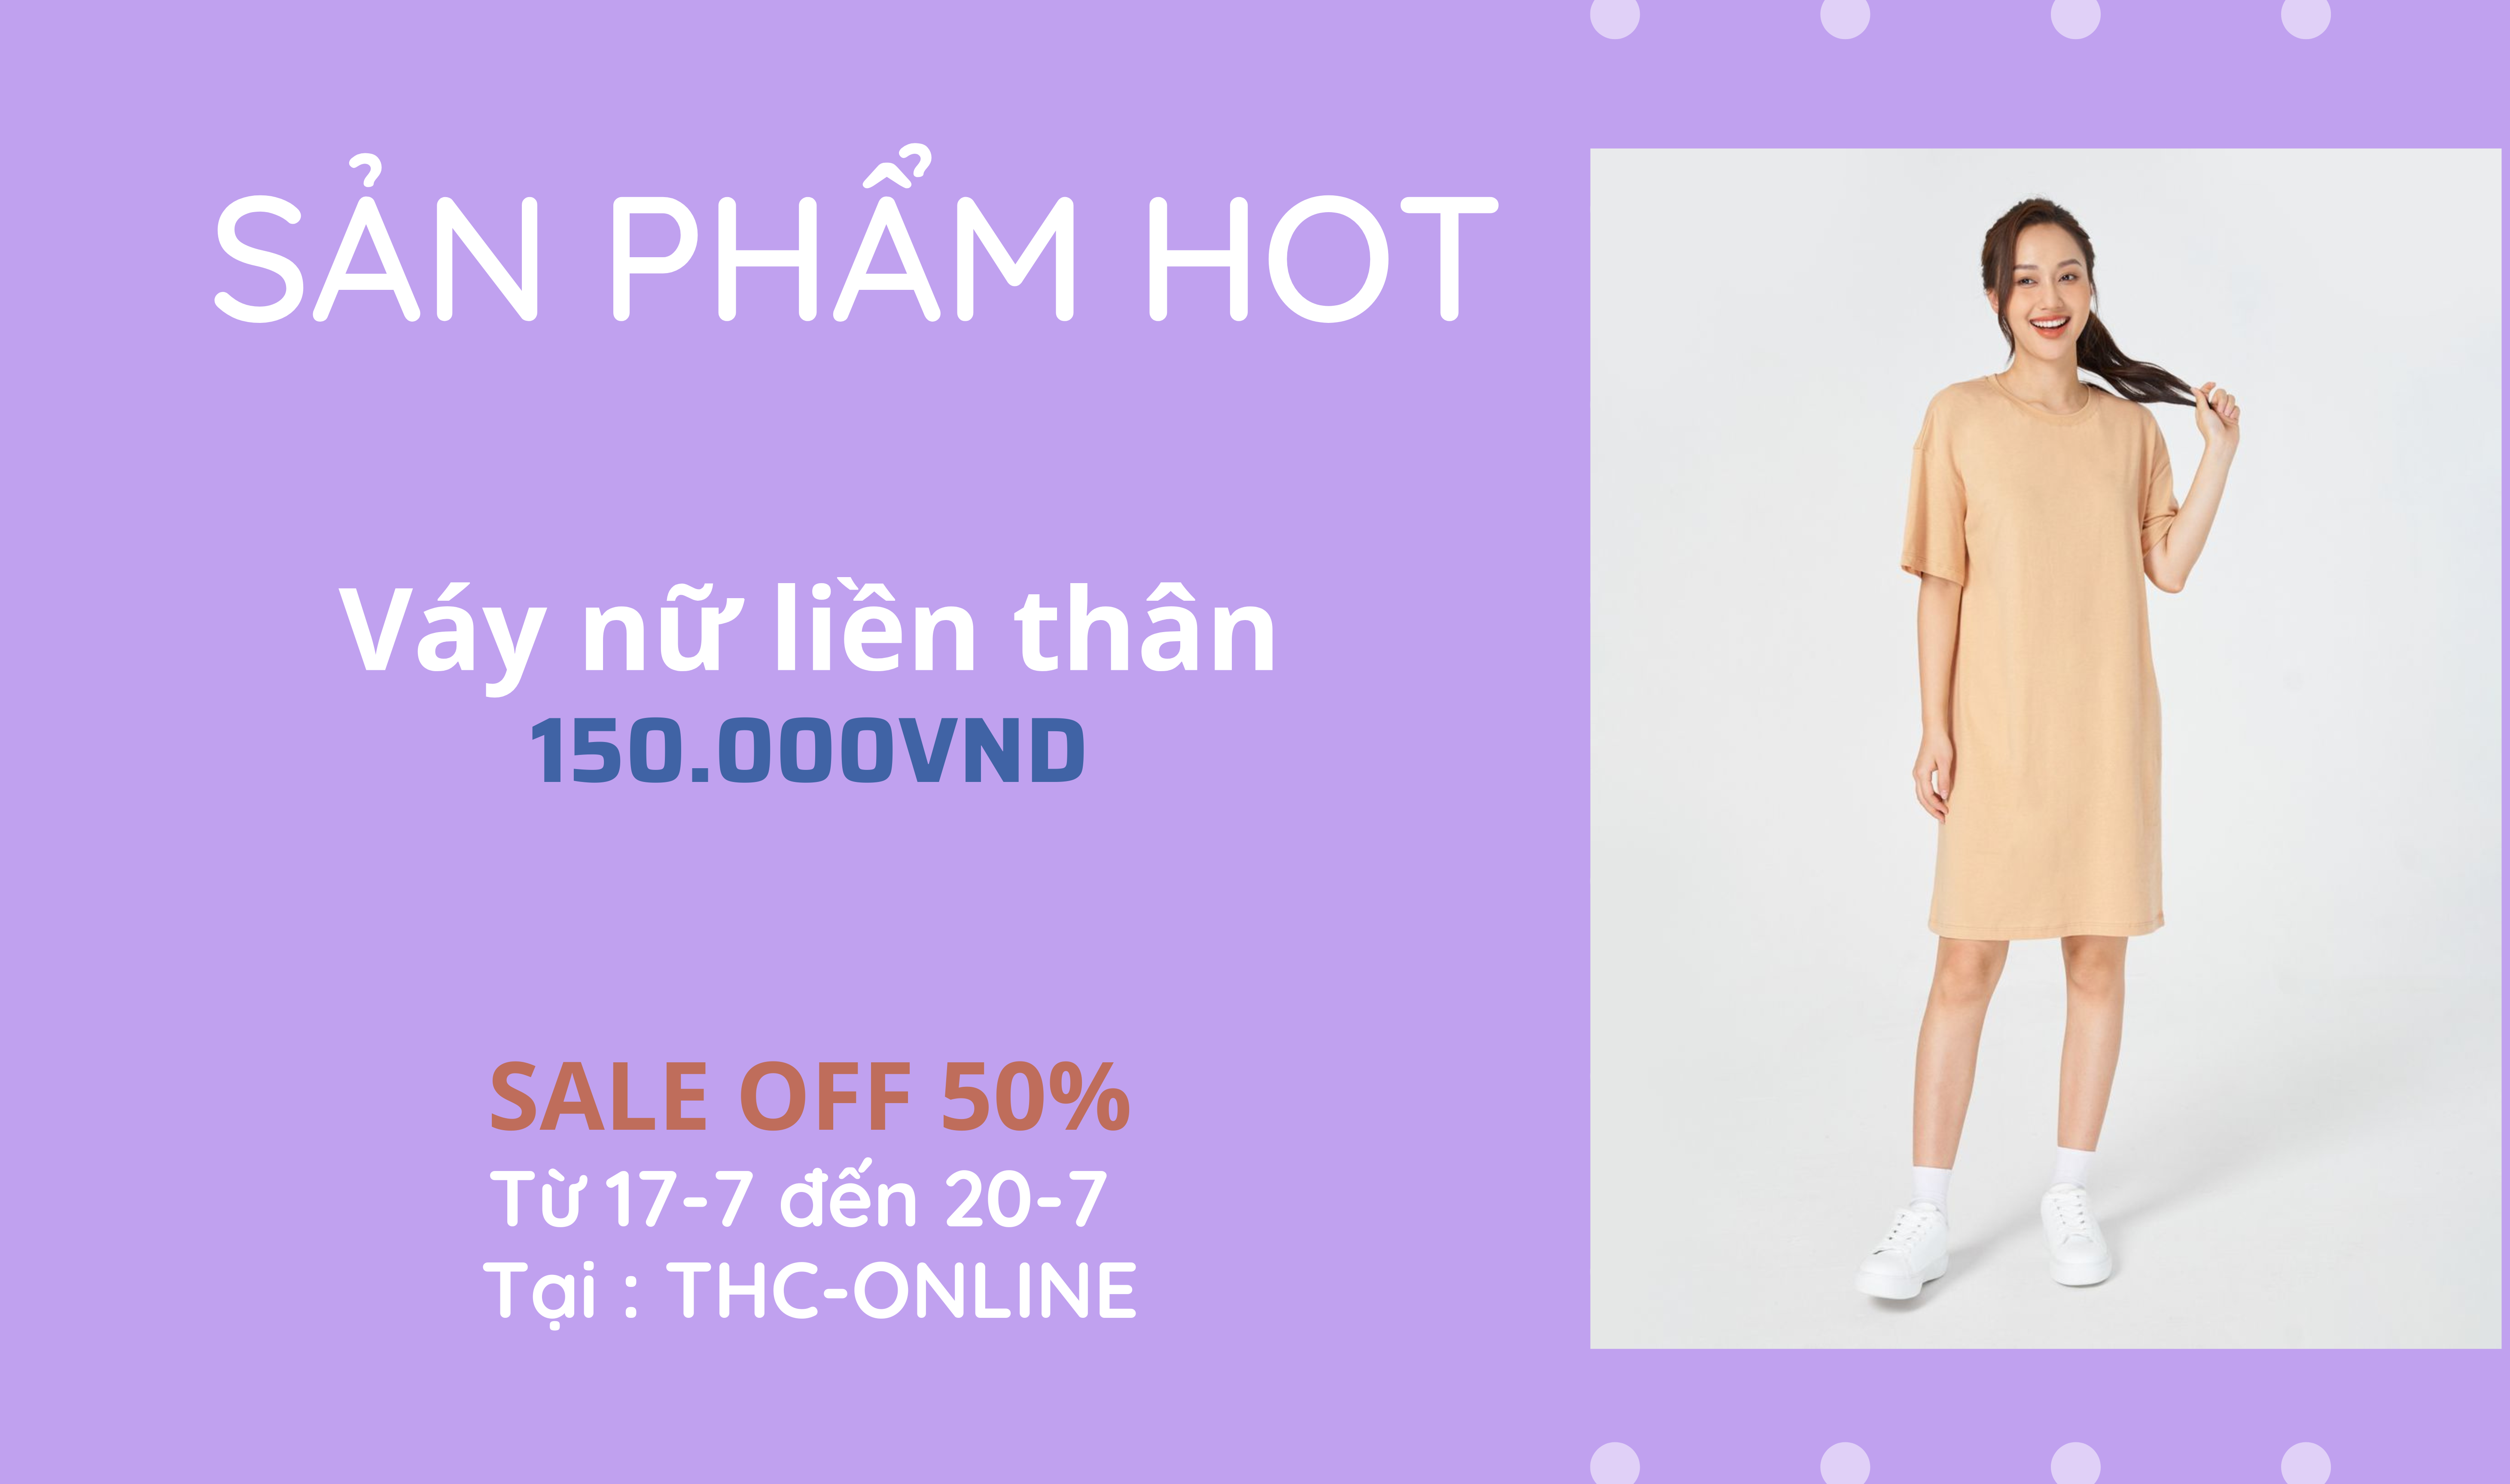 SẢN PHẨM HOT
Váy nữ liền thân
150.000VND
SALE OFF 50%
Từ 17-7 đến 20-7
Tại : THC-ONLINE